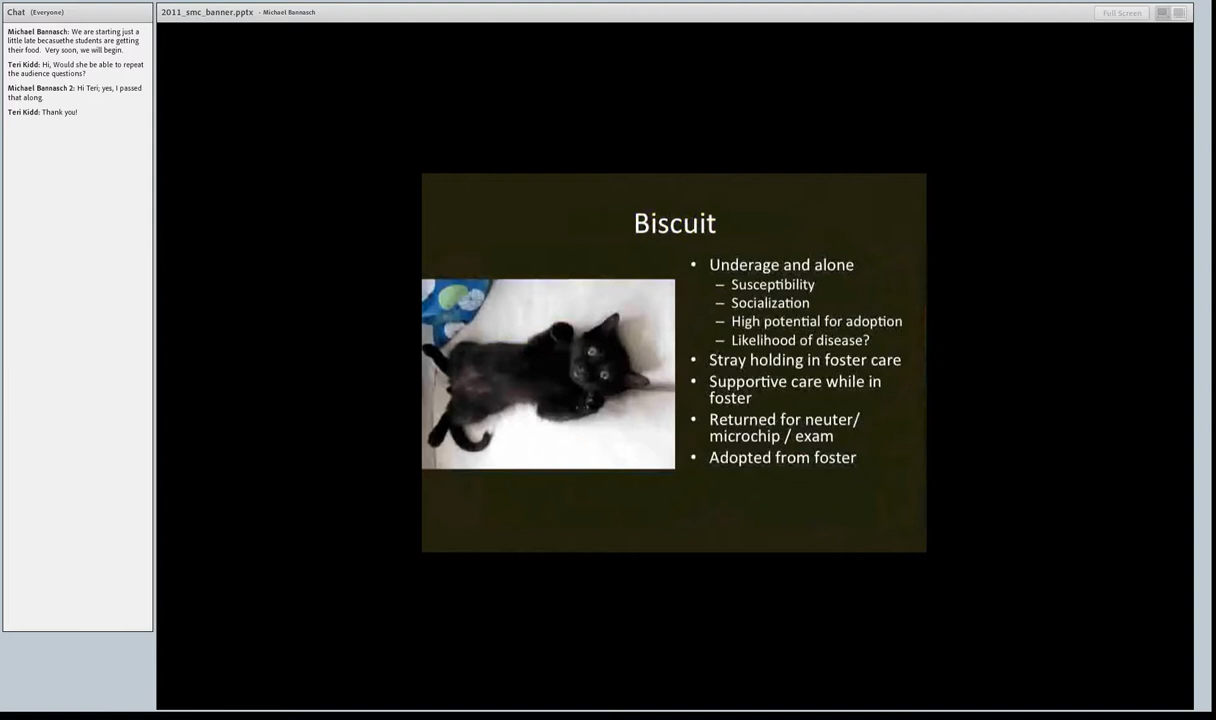 Chat (Everyone)
Michael Bannasch: We are starting just a
little late becasuethe students are getting
their food. Very soon, we will begin.
Teri Kidd: Hi, Would she be able to repeat
the audience questions?
Michael Bannasch 2: Hi Teri; yes, I passed
that along.
Teri Kidd: Thank you!
2011_smc_banner.pptx - Michael Bannasch
Full Screen
Biscuit
• Underage and alone
– Susceptibility
– Socialization
– High potential for adoption
– Likelihood of disease?
• Stray holding in foster care
• Supportive care while in
foster
• Returned for neuter/
microchip / exam
• Adopted from foster